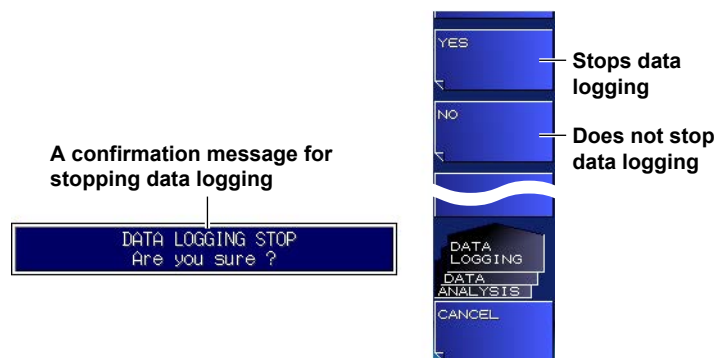 A confirmation message for
stopping data logging
DATA LOGGING STOP
Are you sure ?
YES
Stops data
logging
NO
Does not stop
data logging
DATA
LOGGING
DATA
ANALYSIS
CANCEL